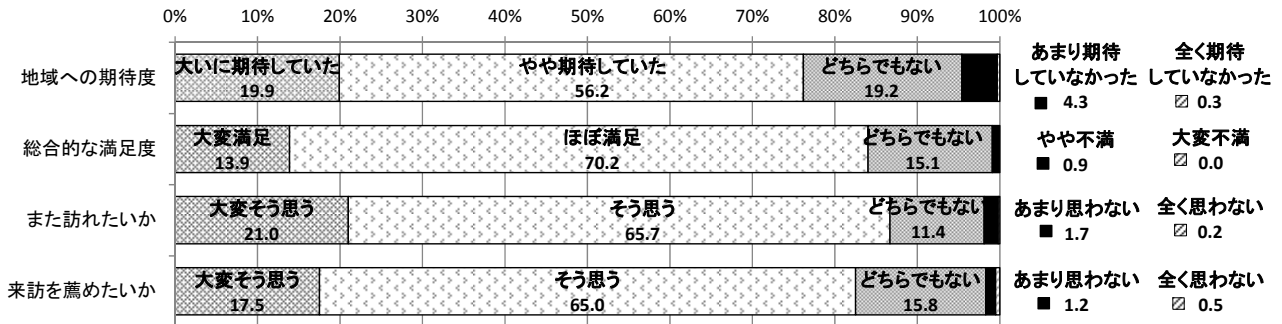 0% 10% 20% 30% 40% 50% 60% 70% 80% 90% 100%
地域への期待度
大いに期待していた
19.9
やや期待していた
56.2
どちらでもない
19.2
あまり期待
していなかった
4.3
全く期待
していなかった
0.3
総合的な満足度
大変満足
13.9
ほぼ満足
70.2
どちらでもない
15.1
やや不満
0.9
大変不満
0.0
また訪れたいか
大変そう思う
21.0
そう思う
65.7
どちらでもない
11.4
あまり思わない
1.7
全く思わない
0.2
来訪を薦めたいか
大変そう思う
17.5
そう思う
65.0
どちらでもない
15.8
あまり思わない
1.2
全く思わない
0.5